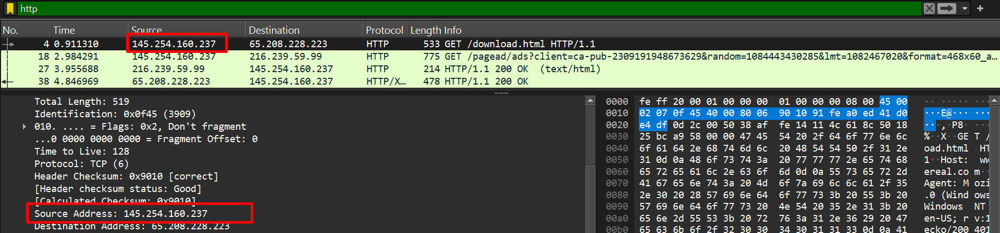 http
No. Time Source Destination Protocol Length Info
4 0.911310 145.254.160.237 65.208.228.223 HTTP 533 GET /download.html HTTP/1.1
18 2.984291 145.254.160.237 216.239.59.99 HTTP 775 GET /pagead/ads?client=ca-pub-2309191948673629&random=1084443430285&lmt=1082467020&format=468x60_a...
27 3.955688 216.239.59.99 145.254.160.237 HTTP 214 HTTP/1.1 200 OK (text/html)
38 4.846969 65.208.228.223 145.254.160.237 HTTP/X... 478 HTTP/1.1 200 OK
Total Length: 519
Identification: 0x0f45 (3909)
010. .... = Flags: 0x2, Don't fragment
...0 0000 0000 0000 = Fragment Offset: 0
Time to Live: 128
Protocol: TCP (6)
Header Checksum: 0x9010 [correct]
[Header checksum status: Good]
[Calculated Checksum: 0x9010]
Source Address: 145.254.160.237
Destination Address: 65.208.228.223
0000 fe ff 20 00 01 00 00 00 01 00 00 00 08 00 45 00 ·· ····· ········
0010 02 07 0f 45 40 00 80 06 90 10 91 fe a0 ed 41 d0 ···E@··· ········
0020 e4 df 0d 2c 00 50 38 af fe 14 11 4c 61 8c 50 18 ···, P8
0030 25 bc a9 58 00 00 47 45 54 20 2f 64 6f 77 6e 6c %··X··GET /
0040 6f 61 64 2e 68 74 6d 6c 20 48 54 54 50 2f 31 2e oad.html HT
0050 31 0d 0a 48 6f 73 74 3a 20 77 77 77 2e 65 74 68 1··Host: ww
0060 65 72 65 61 6c 2e 63 6f 6d 0d 0a 55 73 65 72 2d ereal.com··
0070 41 67 65 6e 74 3a 20 4d 6f 7a 69 6c 6c 61 2f 35 Agent: Mozi
0080 2e 30 20 28 57 69 6e 64 6f 77 73 3b 20 55 3b 20 .0 (Windows
0090 57 69 6e 64 6f 77 73 20 4e 54 20 35 2e 31 3b 20 Windows NT
00a0 65 6e 2d 55 53 3b 20 72 76 3a 31 2e 36 29 20 47 en-US; rv:1
00b0 65 63 6b 6f 2f 32 30 30 34 30 31 31 33 0d 0a 41 ecko/200401